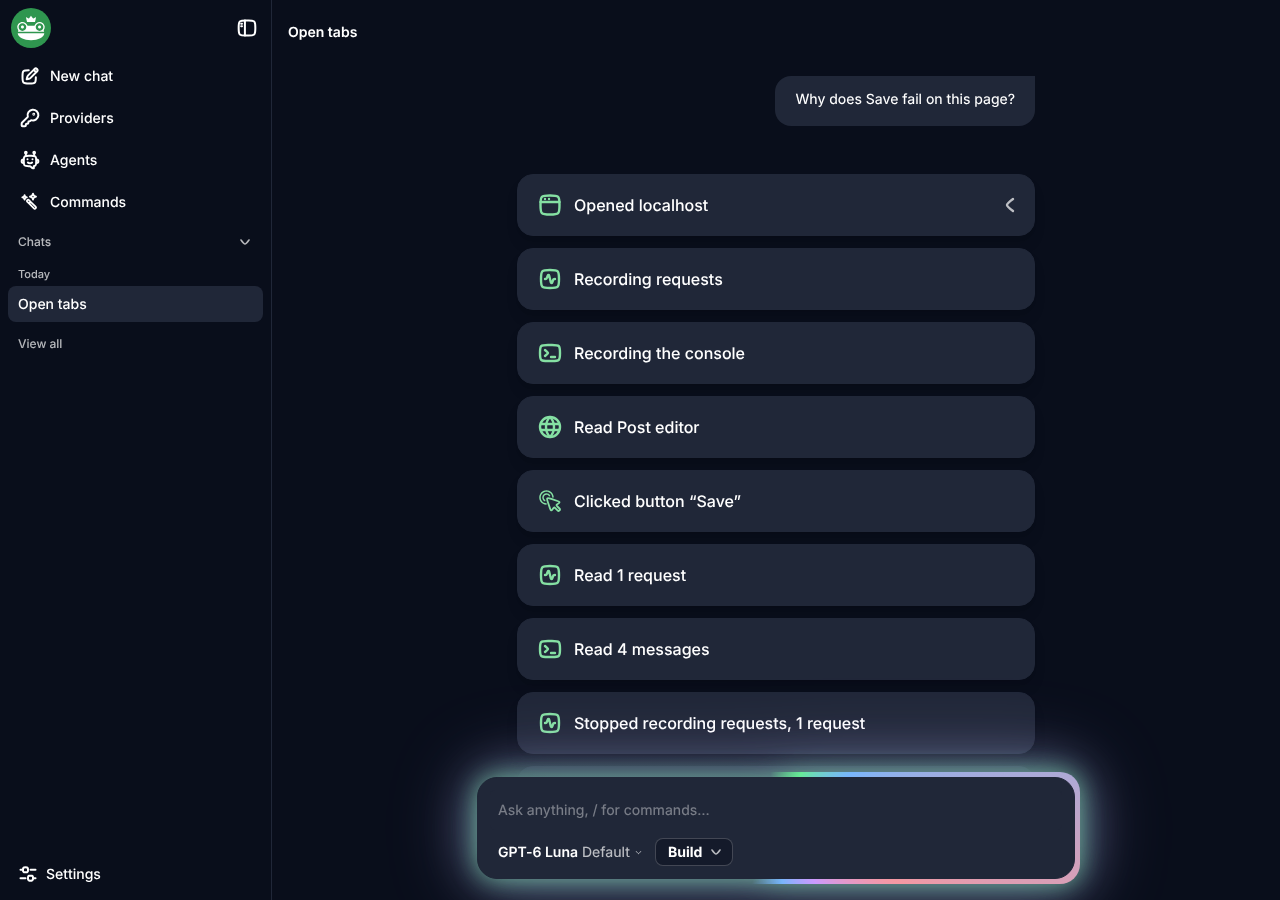 Open tabs
New chat
Providers
Agents
Commands
Chats
Today
Open tabs
View all
Settings
Why does Save fail on this page?
Opened localhost
Recording requests
Recording the console
Read Post editor
Clicked button “Save”
Read 1 request
Read 4 messages
Stopped recording requests, 1 request
Ask anything, / for commands...
GPT-6 Luna Default
Build